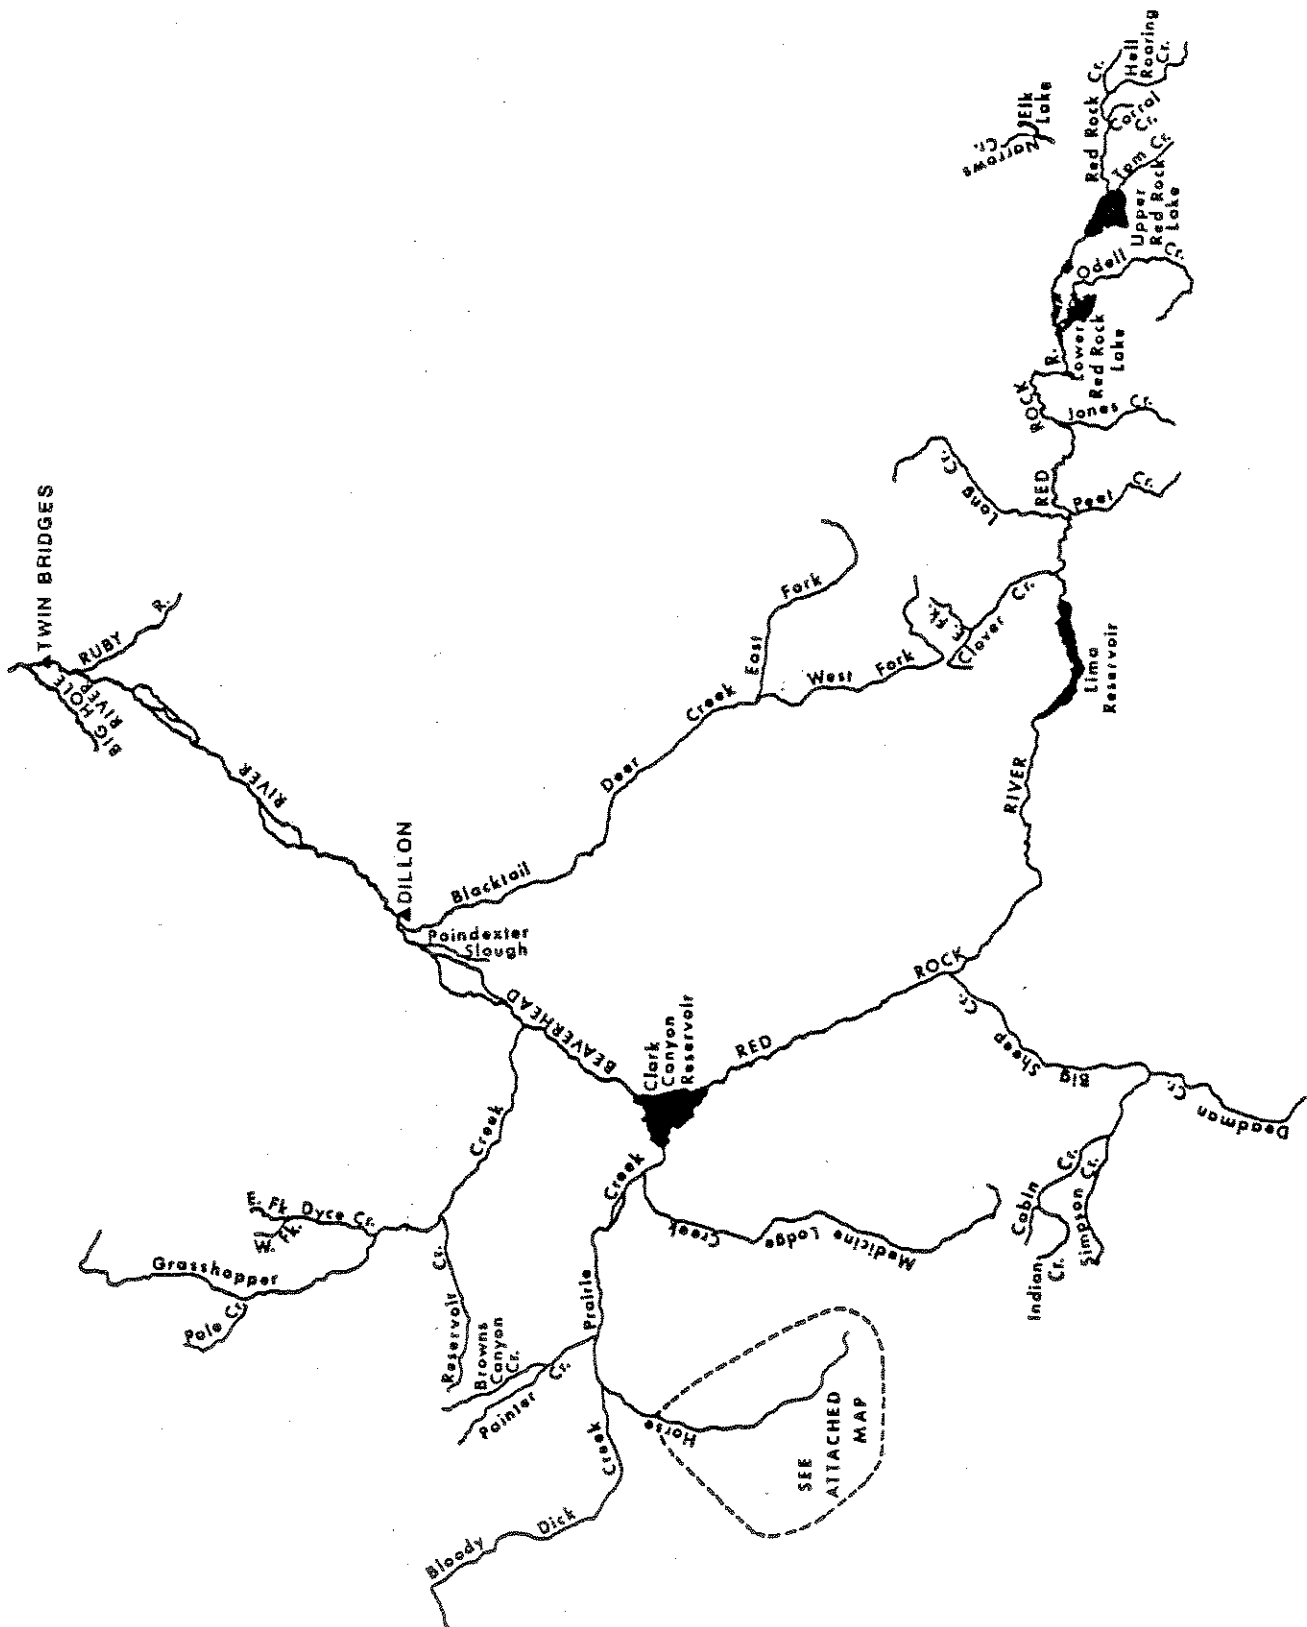 TWIN BRIDGES
RUBY R.
BIG HOLE
RIVER
RIVER
DILLON
Blacktail Deer Creek
East Fork
West Fork
Poindexter
Slough
BEAVERHEAD
Clark
Canyon
Reservoir
RED ROCK RIVER
Lima
Reservoir
Clover Cr.
E. Fk.
Long Cr.
Peet Cr.
RED ROCK R.
Jones Cr.
Lower
Red Rock
Lake
Odell Cr.
Upper
Red Rock
Lake
Tom Cr.
Red Rock Cr.
Corral
Cr.
Hell
Roaring
Cr.
Elk
Lake
Narrows
Cr.
Big Sheep Cr.
Deadman Cr.
Cabin Cr.
Indian
Cr.
Simpson Cr.
Medicine Lodge Creek
Grasshopper Creek
E. Fk. Dyce Cr.
W. Fk.
Pole Cr.
Reservoir Cr.
Browns
Canyon
Cr.
Painter Cr.
Horse Prairie Creek
Bloody Dick Creek
SEE
ATTACHED
MAP